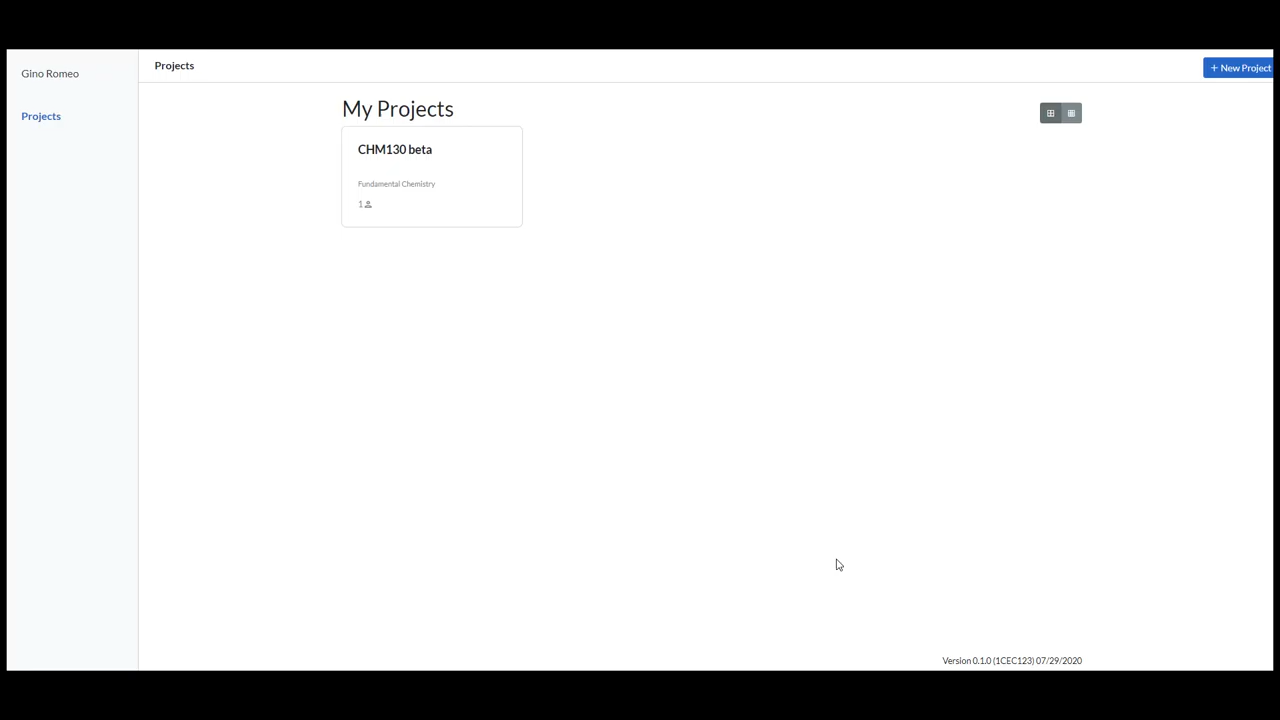 Gino Romeo
Projects
Projects
+ New Project
My Projects
CHM130 beta
Fundamental Chemistry
1
Version 0.1.0 (1CEC123) 07/29/2020